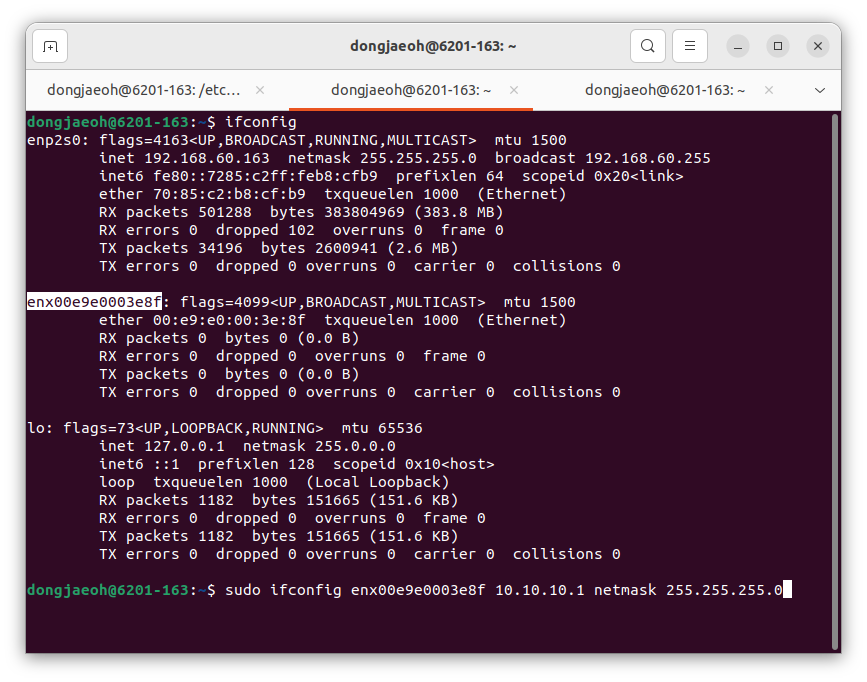 dongjaeoh@6201-163: ~
dongjaeoh@6201-163: /etc... dongjaeoh@6201-163: ~ dongjaeoh@6201-163: ~
dongjaeoh@6201-163:~$ ifconfig
enp2s0: flags=4163<UP,BROADCAST,RUNNING,MULTICAST>  mtu 1500
        inet 192.168.60.163  netmask 255.255.255.0  broadcast 192.168.60.255
        inet6 fe80::7285:c2ff:feb8:cfb9  prefixlen 64  scopeid 0x20<link>
        ether 70:85:c2:b8:cf:b9  txqueuelen 1000  (Ethernet)
        RX packets 501288  bytes 383804969 (383.8 MB)
        RX errors 0  dropped 102  overruns 0  frame 0
        TX packets 34196  bytes 2600941 (2.6 MB)
        TX errors 0  dropped 0 overruns 0  carrier 0  collisions 0
enx00e9e0003e8f: flags=4099<UP,BROADCAST,MULTICAST>  mtu 1500
        ether 00:e9:e0:00:3e:8f  txqueuelen 1000  (Ethernet)
        RX packets 0  bytes 0 (0.0 B)
        RX errors 0  dropped 0  overruns 0  frame 0
        TX packets 0  bytes 0 (0.0 B)
        TX errors 0  dropped 0 overruns 0  carrier 0  collisions 0
lo: flags=73<UP,LOOPBACK,RUNNING>  mtu 65536
        inet 127.0.0.1  netmask 255.0.0.0
        inet6 ::1  prefixlen 128  scopeid 0x10<host>
        loop  txqueuelen 1000  (Local Loopback)
        RX packets 1182  bytes 151665 (151.6 KB)
        RX errors 0  dropped 0  overruns 0  frame 0
        TX packets 1182  bytes 151665 (151.6 KB)
        TX errors 0  dropped 0 overruns 0  carrier 0  collisions 0
dongjaeoh@6201-163:~$ sudo ifconfig enx00e9e0003e8f 10.10.10.1 netmask 255.255.255.0